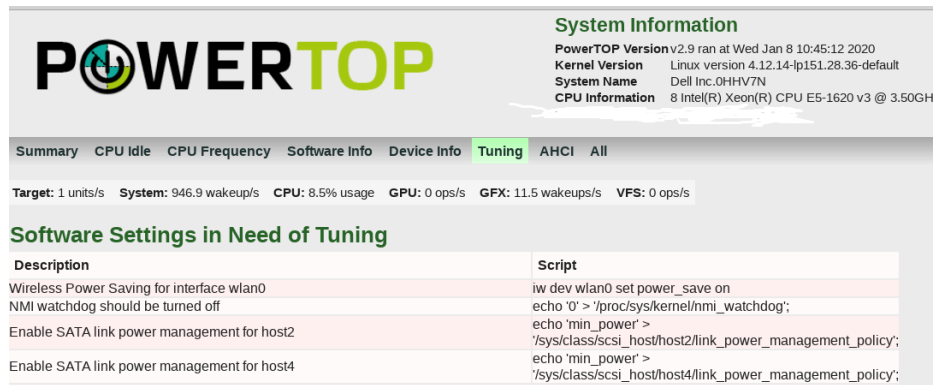 POWERTOP
System Information
PowerTOP Version v2.9 ran at Wed Jan 8 10:45:12 2020
Kernel Version Linux version 4.12.14-lp151.28.36-default
System Name Dell Inc.0HHV7N
CPU Information 8 Intel(R) Xeon(R) CPU E5-1620 v3 @ 3.50GH
Summary CPU Idle CPU Frequency Software Info Device Info Tuning AHCI All
Target: 1 units/s System: 946.9 wakeup/s CPU: 8.5% usage GPU: 0 ops/s GFX: 11.5 wakeups/s VFS: 0 ops/s
Software Settings in Need of Tuning
Description Script
Wireless Power Saving for interface wlan0 iw dev wlan0 set power_save on
NMI watchdog should be turned off echo '0' > '/proc/sys/kernel/nmi_watchdog';
Enable SATA link power management for host2 echo 'min_power' >
'/sys/class/scsi_host/host2/link_power_management_policy';
Enable SATA link power management for host4 echo 'min_power' >
'/sys/class/scsi_host/host4/link_power_management_policy';